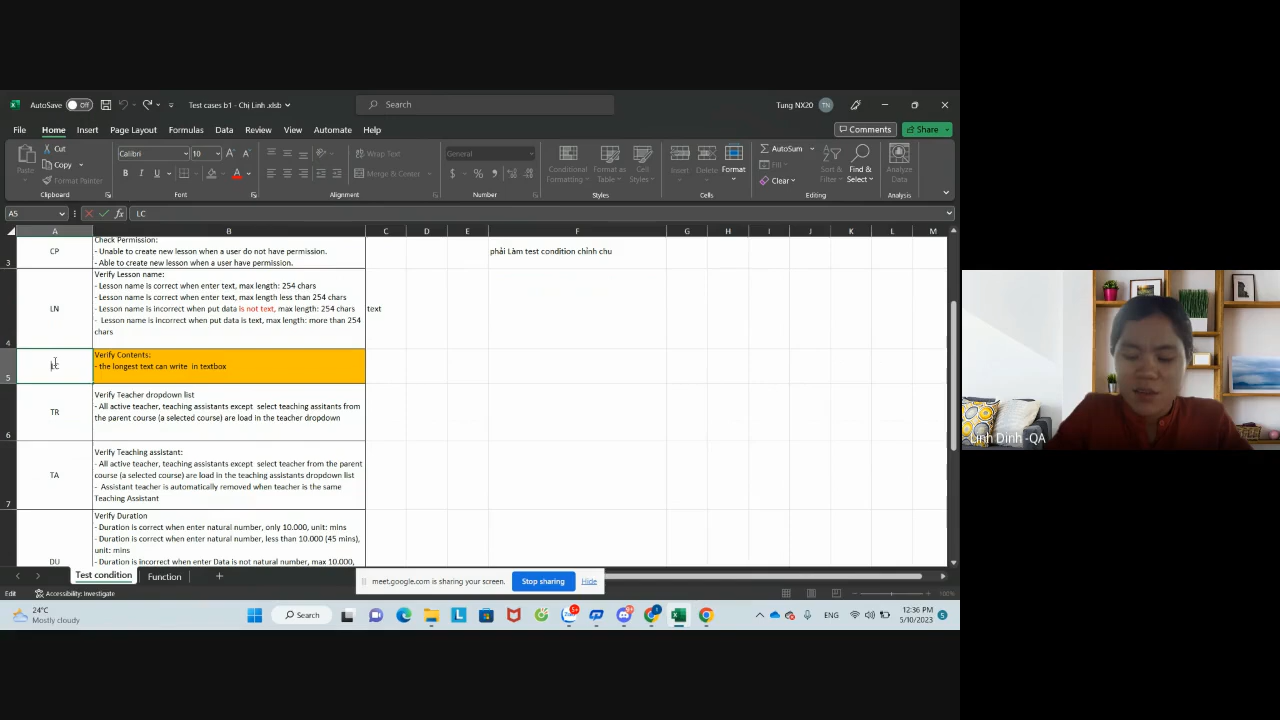 AutoSave Off Test cases b1 - Chị Linh .xlsb Search Tung NX20 TN
File Home Insert Page Layout Formulas Data Review View Automate Help Comments Share
Paste Cut Copy Format Painter Clipboard
Calibri 10 Font
Wrap Text Merge & Center Alignment
General Number
Conditional Formatting Format as Table Cell Styles Styles
Insert Delete Format Cells
AutoSum Fill Clear Sort & Filter Find & Select Editing
Analyze Data Analysis
A5 LC
A B C D E F G H I J K L M
3 CP
Check Permission:
- Unable to create new lesson when a user do not have permission.
- Able to create new lesson when a user have permission.
phải Làm test condition chỉnh chu
4 LN
Verify Lesson name:
- Lesson name is correct when enter text, max length: 254 chars
- Lesson name is correct when enter text, max length less than 254 chars
- Lesson name is incorrect when put data is not text, max length: 254 chars
- Lesson name is incorrect when put data is text, max length: more than 254
chars
text
5 LC
Verify Contents:
- the longest text can write in textbox
6 TR
Verify Teacher dropdown list
- All active teacher, teaching assistants except select teaching assitants from
the parent course (a selected course) are load in the teacher dropdown
7 TA
Verify Teaching assistant:
- All active teacher, teaching assistants except select teacher from the parent
course (a selected course) are load in the teaching assistants dropdown list
- Assistant teacher is automatically removed when teacher is the same
Teaching Assistant
DU
Verify Duration
- Duration is correct when enter natural number, only 10.000, unit: mins
- Duration is correct when enter natural number, less than 10.000 (45 mins),
unit: mins
- Duration is incorrect when enter Data is not natural number, max 10.000,
Test condition Function
meet.google.com is sharing your screen. Stop sharing Hide
Edit Accessibility: Investigate 100%
24°C
Mostly cloudy
Search
ENG
12:36 PM
5/10/2023
Linh Dinh -QA